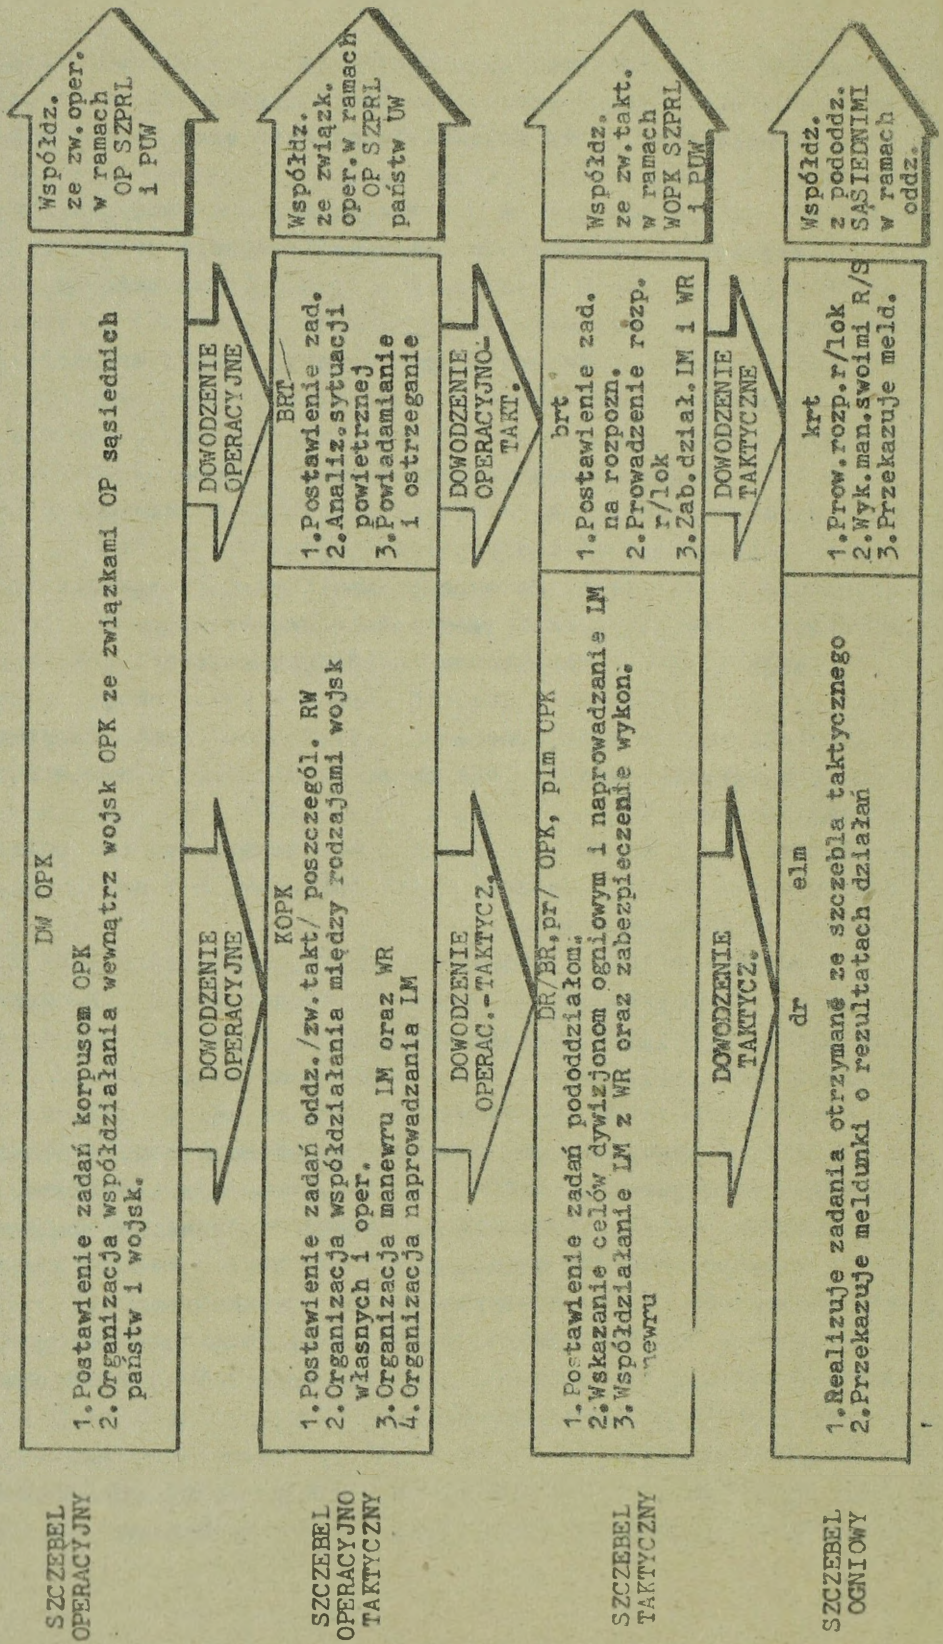 SZCZEBEL
OPERACYJNY
DW OPK
1.Postawienie zadań korpusom OPK
2.Organizacja współdziałania wewnątrz wojsk OPK ze związkami OP sąsiednich
państw i wojsk.
Współdz.
ze zw.oper.
w ramach
OP SZPRL
i PUW
DOWODZENIE
OPERACYJNE
DOWODZENIE
OPERACYJNE
SZCZEBEL
OPERACYJNO
TAKTYCZNY
KOPK
1.Postawienie zadań oddz./zw.takt/ poszczegól. RW
2.Organizacja współdziałania między rodzajami wojsk
własnych i oper.
3.Organizacja manewru LM oraz WR
4.Organizacja naprowadzania LM
BRT
1.Postawienie zad.
2.Analiz.sytuacji
powietrznej
3.Powiadamianie
i ostrzeganie
Współdz.
ze związk.
oper.w ramach
OP SZPRL
państw UW
DOWODZENIE
OPERAC.-TAKTYCZ.
DOWODZENIE
OPERACYJNO-
TAKT.
SZCZEBEL
TAKTYCZNY
DR/BR,pr/ OPK, plm OPK
1.Postawienie zadań pododdziałom.
2.Wskazanie celów dywizjonom ogniowym i naprowadzanie LM
3.Współdziałanie LM z WR oraz zabezpieczenie wykon.
newru
brt
1.Postawienie zad.
na rozpozn.
2.Prowadzenie rozp.
r/lok
3.Zab.dział.LM i WR
Współdz.
ze zw.takt.
w ramach
WOPK SZPRL
i PUW
DOWODZENIE
TAKTYCZ.
DOWODZENIE
TAKTYCZNE
SZCZEBEL
OGNIOWY
dr elm
1.Realizuje zadania otrzymane ze szczebla taktycznego
2.Przekazuje meldunki o rezultatach działań
krt
1.Prow.rozp.r/lok
2.Wyk.man.swoimi R/S
3.Przekazuje meld.
Współdz.
z pododdz.
SĄSIEDNIMI
w ramach
oddz.